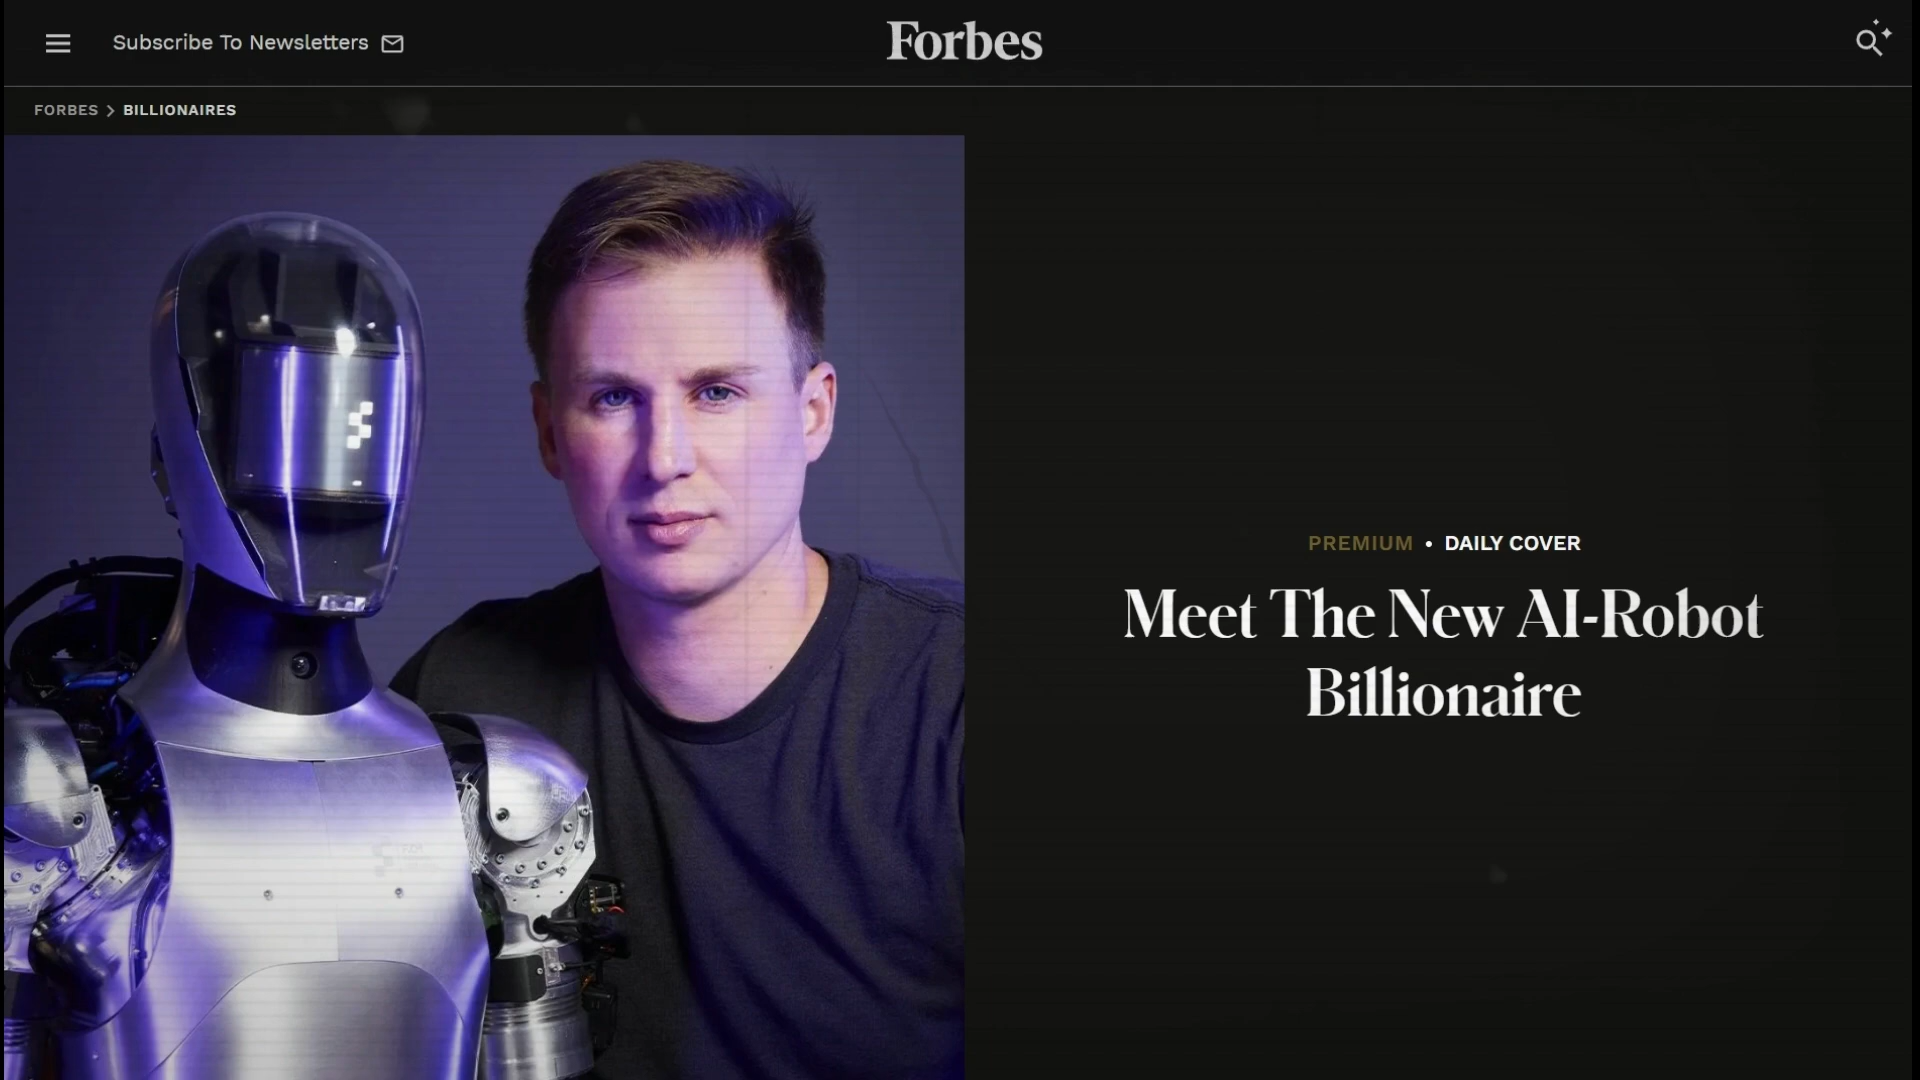 Subscribe To Newsletters
Forbes
FORBES > BILLIONAIRES
PREMIUM • DAILY COVER
Meet The New AI-Robot
Billionaire